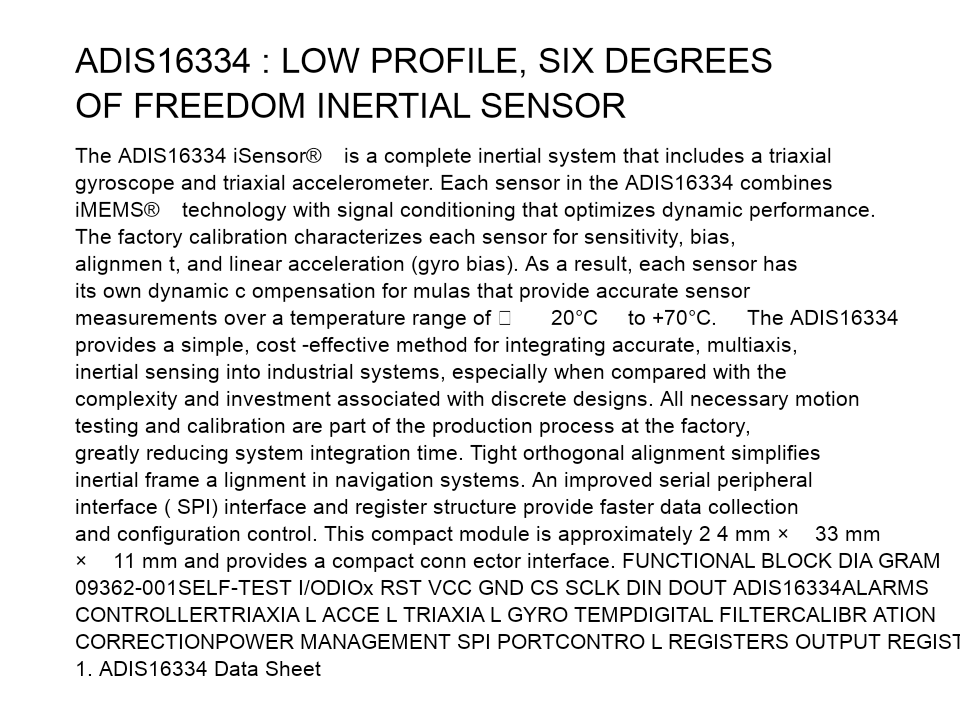 ADIS16334 : LOW PROFILE, SIX DEGREES
OF FREEDOM INERTIAL SENSOR
The ADIS16334 iSensor® is a complete inertial system that includes a triaxial
gyroscope and triaxial accelerometer. Each sensor in the ADIS16334 combines
iMEMS® technology with signal conditioning that optimizes dynamic performance.
The factory calibration characterizes each sensor for sensitivity, bias,
alignmen t, and linear acceleration (gyro bias). As a result, each sensor has
its own dynamic c ompensation for mulas that provide accurate sensor
measurements over a temperature range of □ 20°C to +70°C. The ADIS16334
provides a simple, cost -effective method for integrating accurate, multiaxis,
inertial sensing into industrial systems, especially when compared with the
complexity and investment associated with discrete designs. All necessary motion
testing and calibration are part of the production process at the factory,
greatly reducing system integration time. Tight orthogonal alignment simplifies
inertial frame a lignment in navigation systems. An improved serial peripheral
interface ( SPI) interface and register structure provide faster data collection
and configuration control. This compact module is approximately 2 4 mm × 33 mm
× 11 mm and provides a compact conn ector interface. FUNCTIONAL BLOCK DIA GRAM
09362-001SELF-TEST I/ODIOx RST VCC GND CS SCLK DIN DOUT ADIS16334ALARMS
CONTROLLERTRIAXIA L ACCE L TRIAXIA L GYRO TEMPDIGITAL FILTERCALIBR ATION
CORRECTIONPOWER MANAGEMENT SPI PORTCONTRO L REGISTERS OUTPUT REGIST
1. ADIS16334 Data Sheet